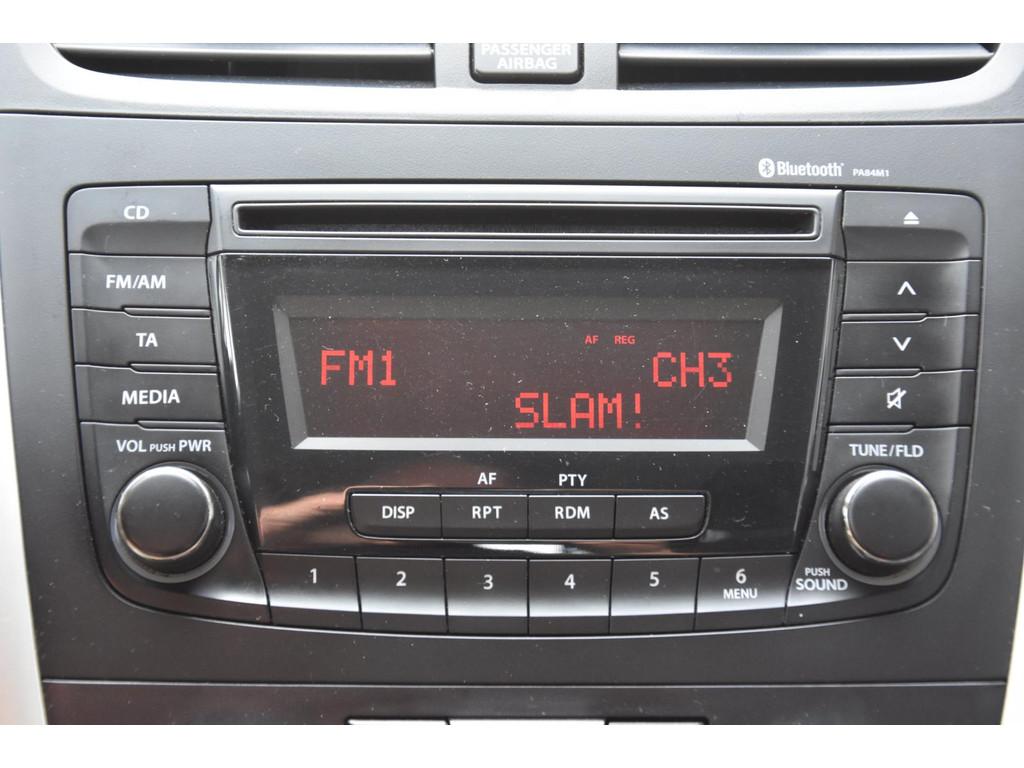 PASSENGER
AIRBAG
Bluetooth PA84M1
CD
FM/AM
TA
MEDIA
VOL PUSH PWR
AF REG
FM1 CH3
SLAM!
TUNE/FLD
AF PTY
DISP RPT RDM AS
1 2 3 4 5 6
MENU
PUSH
SOUND